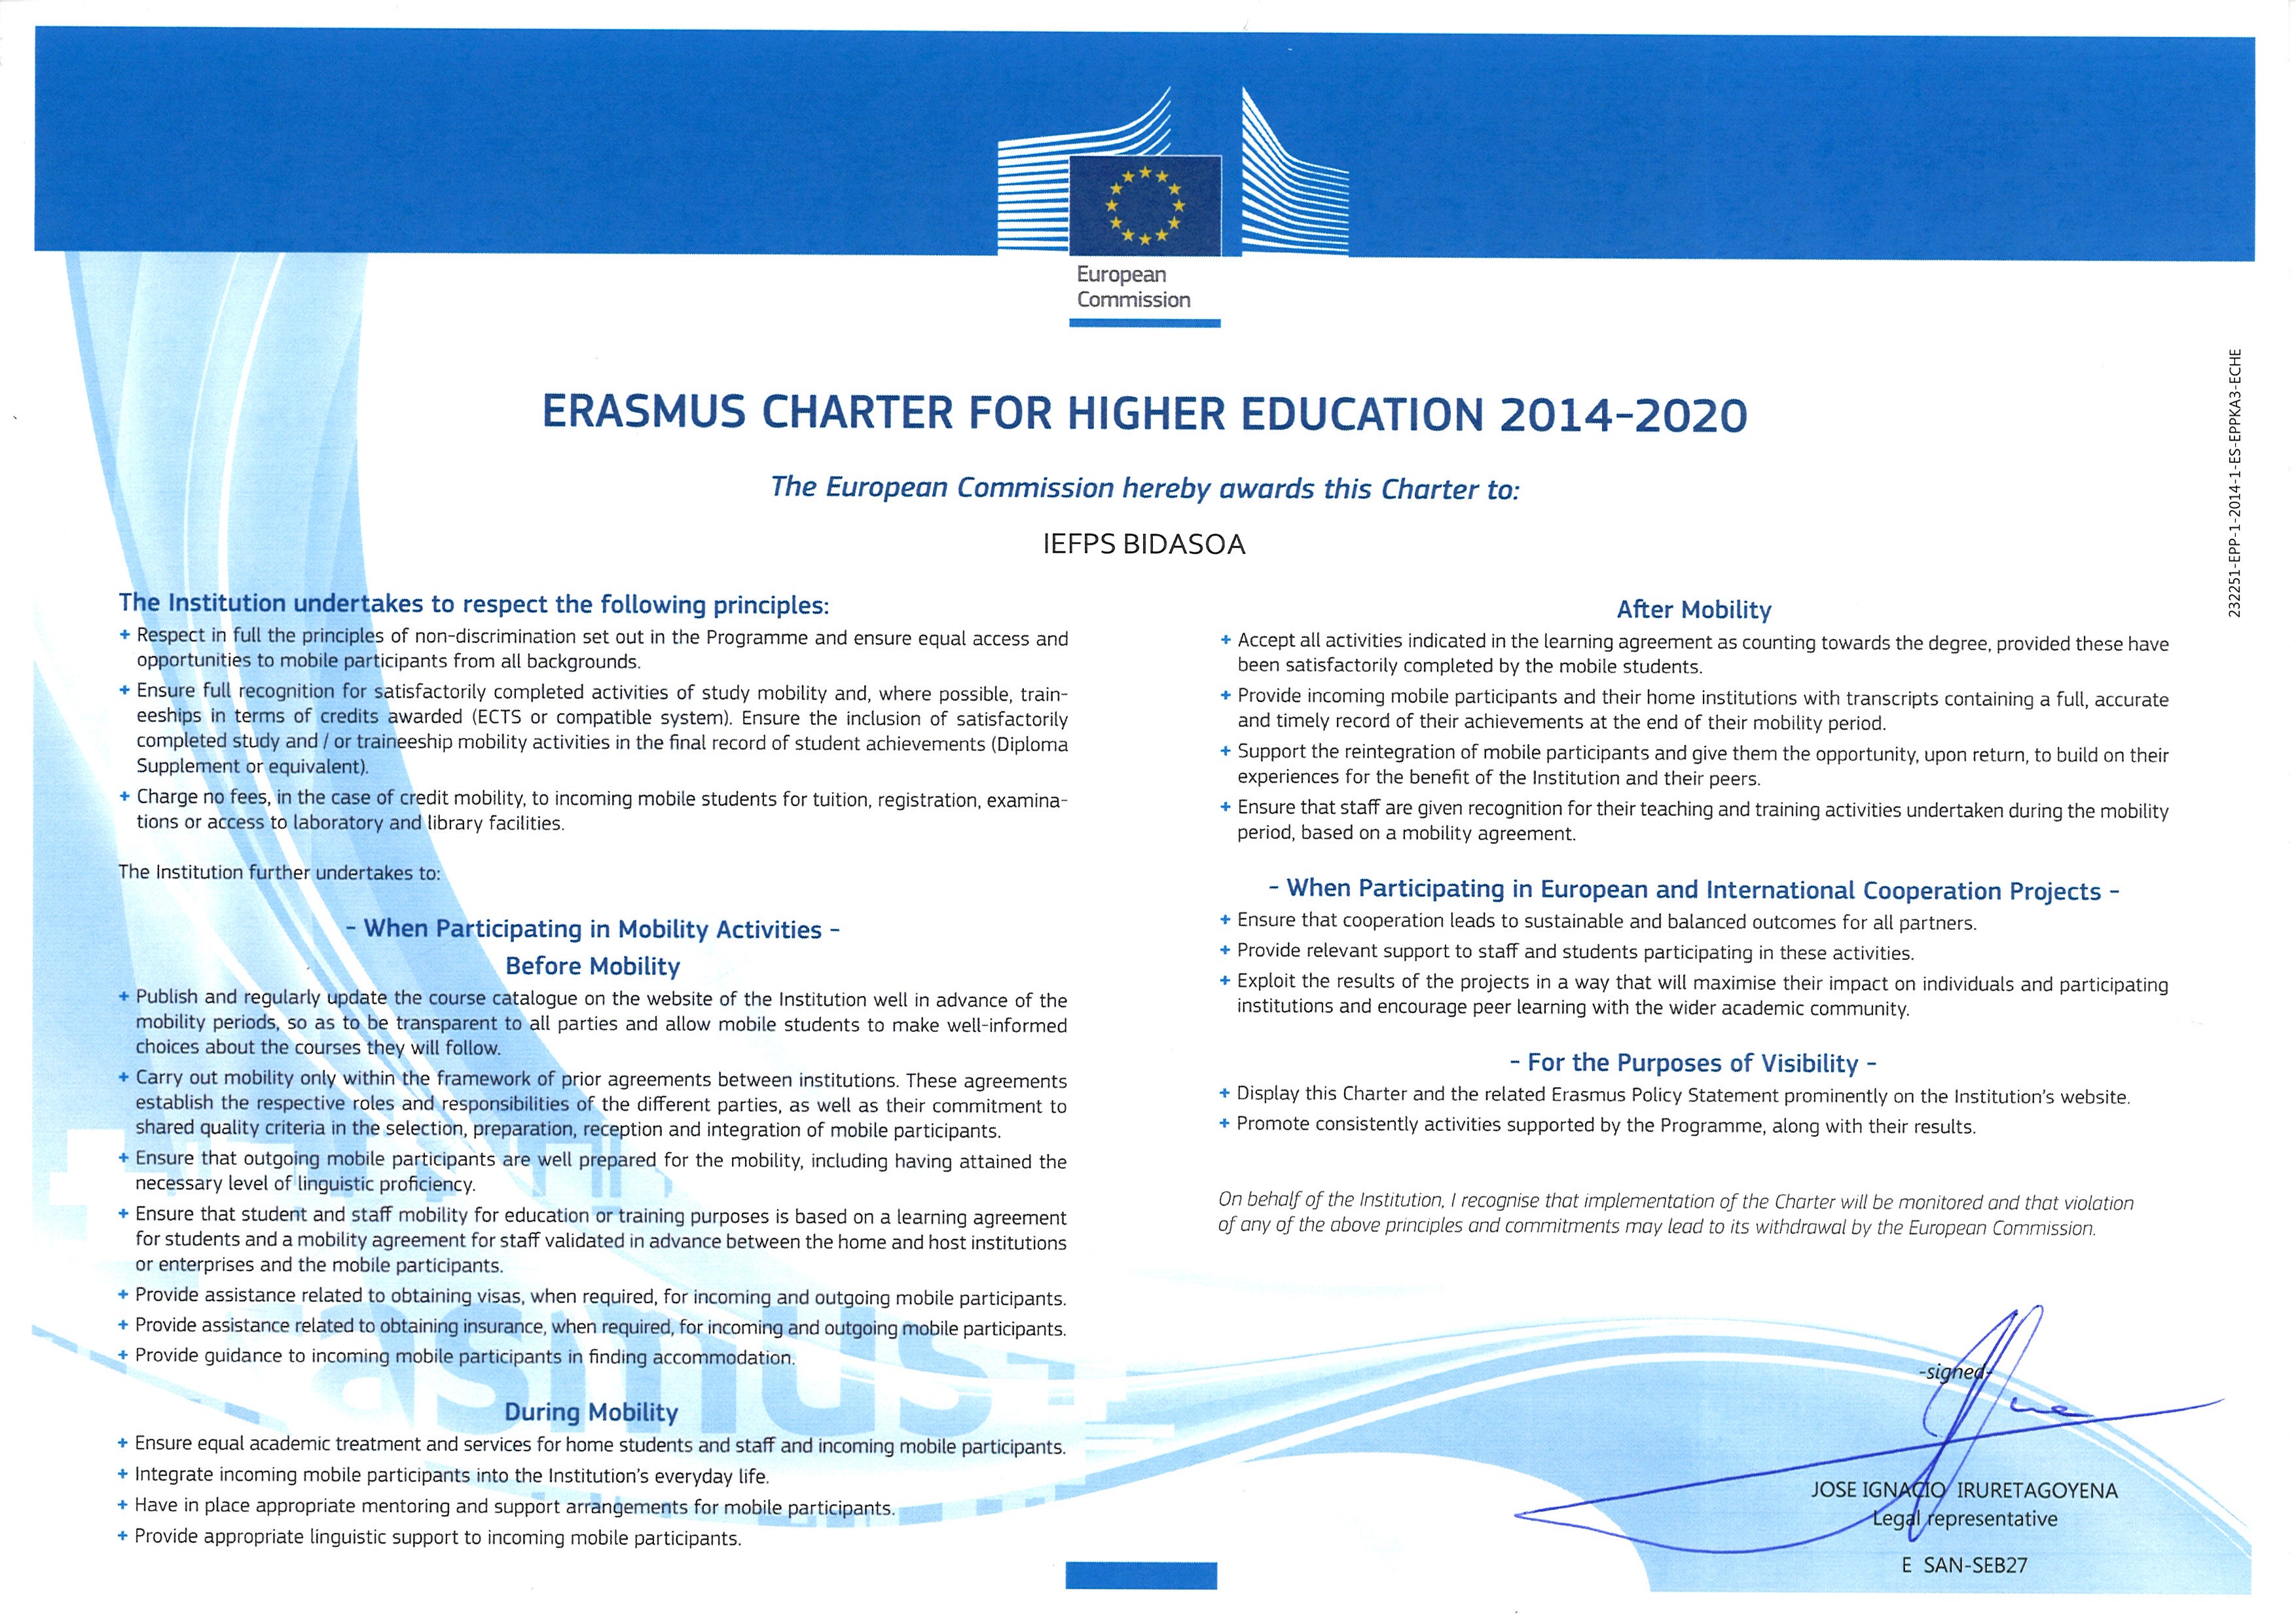 European
Commission
ERASMUS CHARTER FOR HIGHER EDUCATION 2014-2020
The European Commission hereby awards this Charter to:
IEFPS BIDASOA
232251-EPP-1-2014-1-ES-EPPKA3-ECHE
The Institution undertakes to respect the following principles:
+ Respect in full the principles of non-discrimination set out in the Programme and ensure equal access and
opportunities to mobile participants from all backgrounds.
+ Ensure full recognition for satisfactorily completed activities of study mobility and, where possible, train-
eeships in terms of credits awarded (ECTS or compatible system). Ensure the inclusion of satisfactorily
completed study and / or traineeship mobility activities in the final record of student achievements (Diploma
Supplement or equivalent).
+ Charge no fees, in the case of credit mobility, to incoming mobile students for tuition, registration, examina-
tions or access to laboratory and library facilities.
The Institution further undertakes to:
- When Participating in Mobility Activities -
Before Mobility
+ Publish and regularly update the course catalogue on the website of the Institution well in advance of the
mobility periods, so as to be transparent to all parties and allow mobile students to make well-informed
choices about the courses they will follow.
+ Carry out mobility only within the framework of prior agreements between institutions. These agreements
establish the respective roles and responsibilities of the different parties, as well as their commitment to
shared quality criteria in the selection, preparation, reception and integration of mobile participants.
+ Ensure that outgoing mobile participants are well prepared for the mobility, including having attained the
necessary level of linguistic proficiency.
+ Ensure that student and staff mobility for education or training purposes is based on a learning agreement
for students and a mobility agreement for staff validated in advance between the home and host institutions
or enterprises and the mobile participants.
+ Provide assistance related to obtaining visas, when required, for incoming and outgoing mobile participants.
+ Provide assistance related to obtaining insurance, when required, for incoming and outgoing mobile participants.
+ Provide guidance to incoming mobile participants in finding accommodation.
During Mobility
+ Ensure equal academic treatment and services for home students and staff and incoming mobile participants.
+ Integrate incoming mobile participants into the Institution's everyday life.
+ Have in place appropriate mentoring and support arrangements for mobile participants.
+ Provide appropriate linguistic support to incoming mobile participants.
After Mobility
+ Accept all activities indicated in the learning agreement as counting towards the degree, provided these have
been satisfactorily completed by the mobile students.
+ Provide incoming mobile participants and their home institutions with transcripts containing a full, accurate
and timely record of their achievements at the end of their mobility period.
+ Support the reintegration of mobile participants and give them the opportunity, upon return, to build on their
experiences for the benefit of the Institution and their peers.
+ Ensure that staff are given recognition for their teaching and training activities undertaken during the mobility
period, based on a mobility agreement.
- When Participating in European and International Cooperation Projects -
+ Ensure that cooperation leads to sustainable and balanced outcomes for all partners.
+ Provide relevant support to staff and students participating in these activities.
+ Exploit the results of the projects in a way that will maximise their impact on individuals and participating
institutions and encourage peer learning with the wider academic community.
- For the Purposes of Visibility -
+ Display this Charter and the related Erasmus Policy Statement prominently on the Institution's website.
+ Promote consistently activities supported by the Programme, along with their results.
On behalf of the Institution, I recognise that implementation of the Charter will be monitored and that violation
of any of the above principles and commitments may lead to its withdrawal by the European Commission.
-signed-
JOSE IGNACIO IRURETAGOYENA
Legal representative
E SAN-SEB27
asmus+